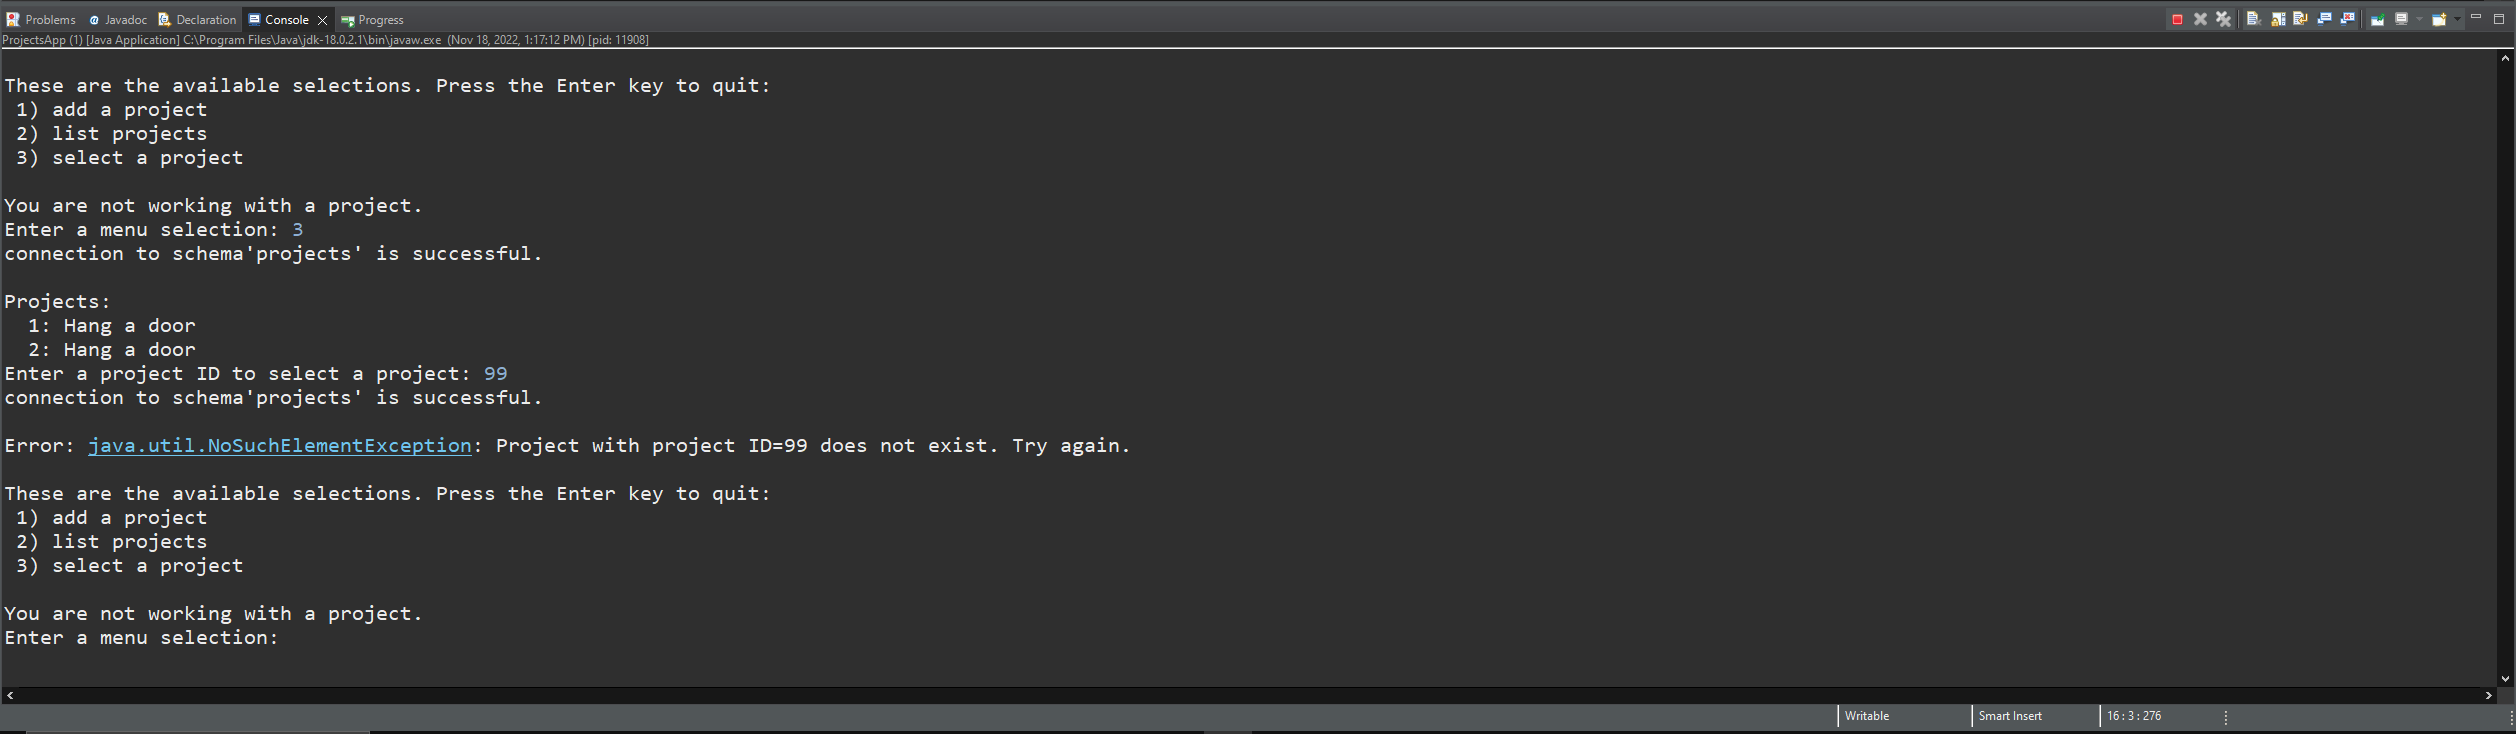 Problems Javadoc Declaration Console Progress
ProjectsApp (1) [Java Application] C:\Program Files\Java\jdk-18.0.2.1\bin\javaw.exe (Nov 18, 2022, 1:17:12 PM) [pid: 11908]
These are the available selections. Press the Enter key to quit:
1) add a project
2) list projects
3) select a project
You are not working with a project.
Enter a menu selection: 3
connection to schema'projects' is successful.
Projects:
1: Hang a door
2: Hang a door
Enter a project ID to select a project: 99
connection to schema'projects' is successful.
Error: java.util.NoSuchElementException: Project with project ID=99 does not exist. Try again.
These are the available selections. Press the Enter key to quit:
1) add a project
2) list projects
3) select a project
You are not working with a project.
Enter a menu selection:
Writable Smart Insert 16 : 3 : 276